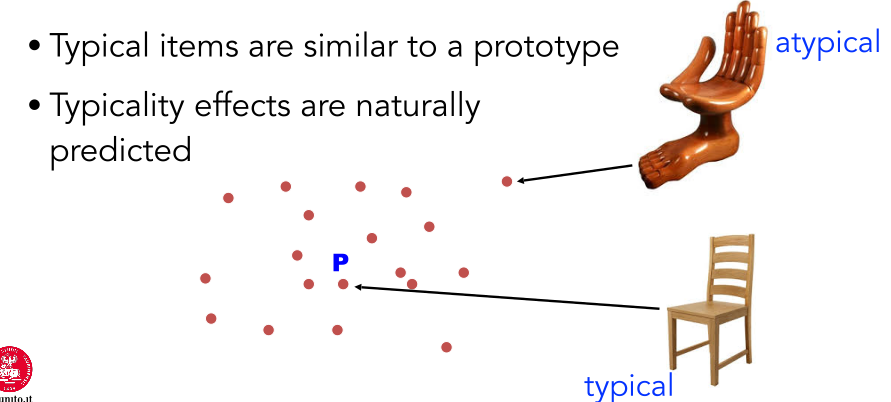 • Typical items are similar to a prototype
atypical
• Typicality effects are naturally
predicted
P
typical
unito.it